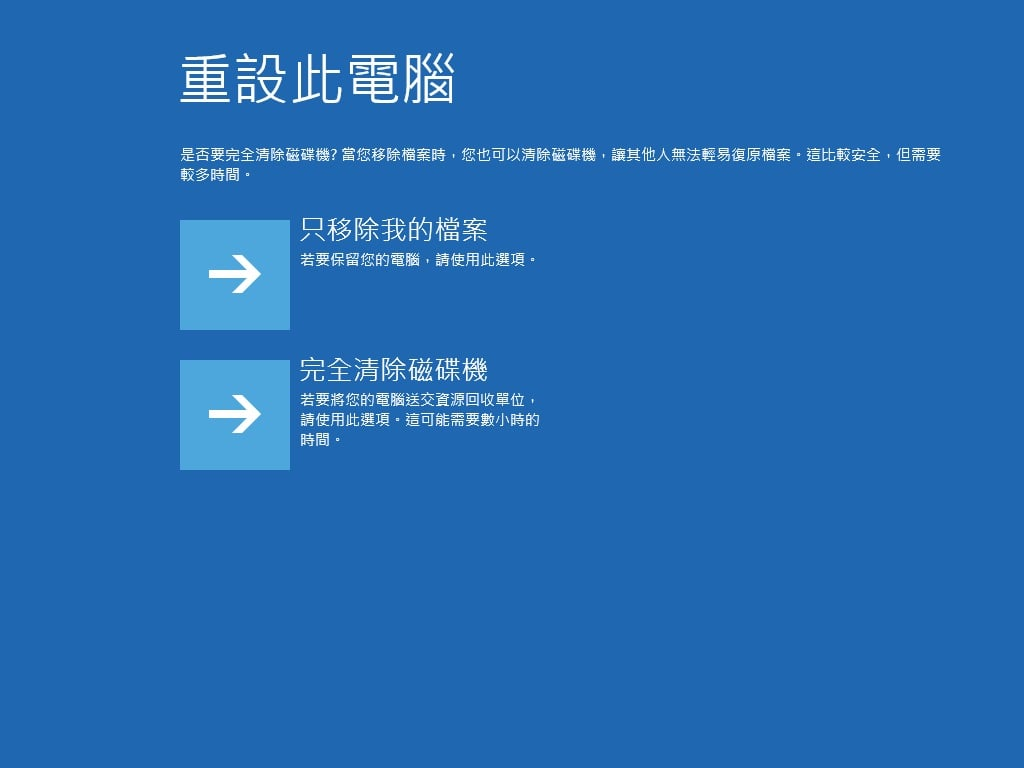 重設此電腦
是否要完全清除磁碟機? 當您移除檔案時，您也可以清除磁碟機，讓其他人無法輕易復原檔案。這比較安全，但需要
較多時間。
只移除我的檔案
若要保留您的電腦，請使用此選項。
完全清除磁碟機
若要將您的電腦送交資源回收單位，
請使用此選項。這可能需要數小時的
時間。